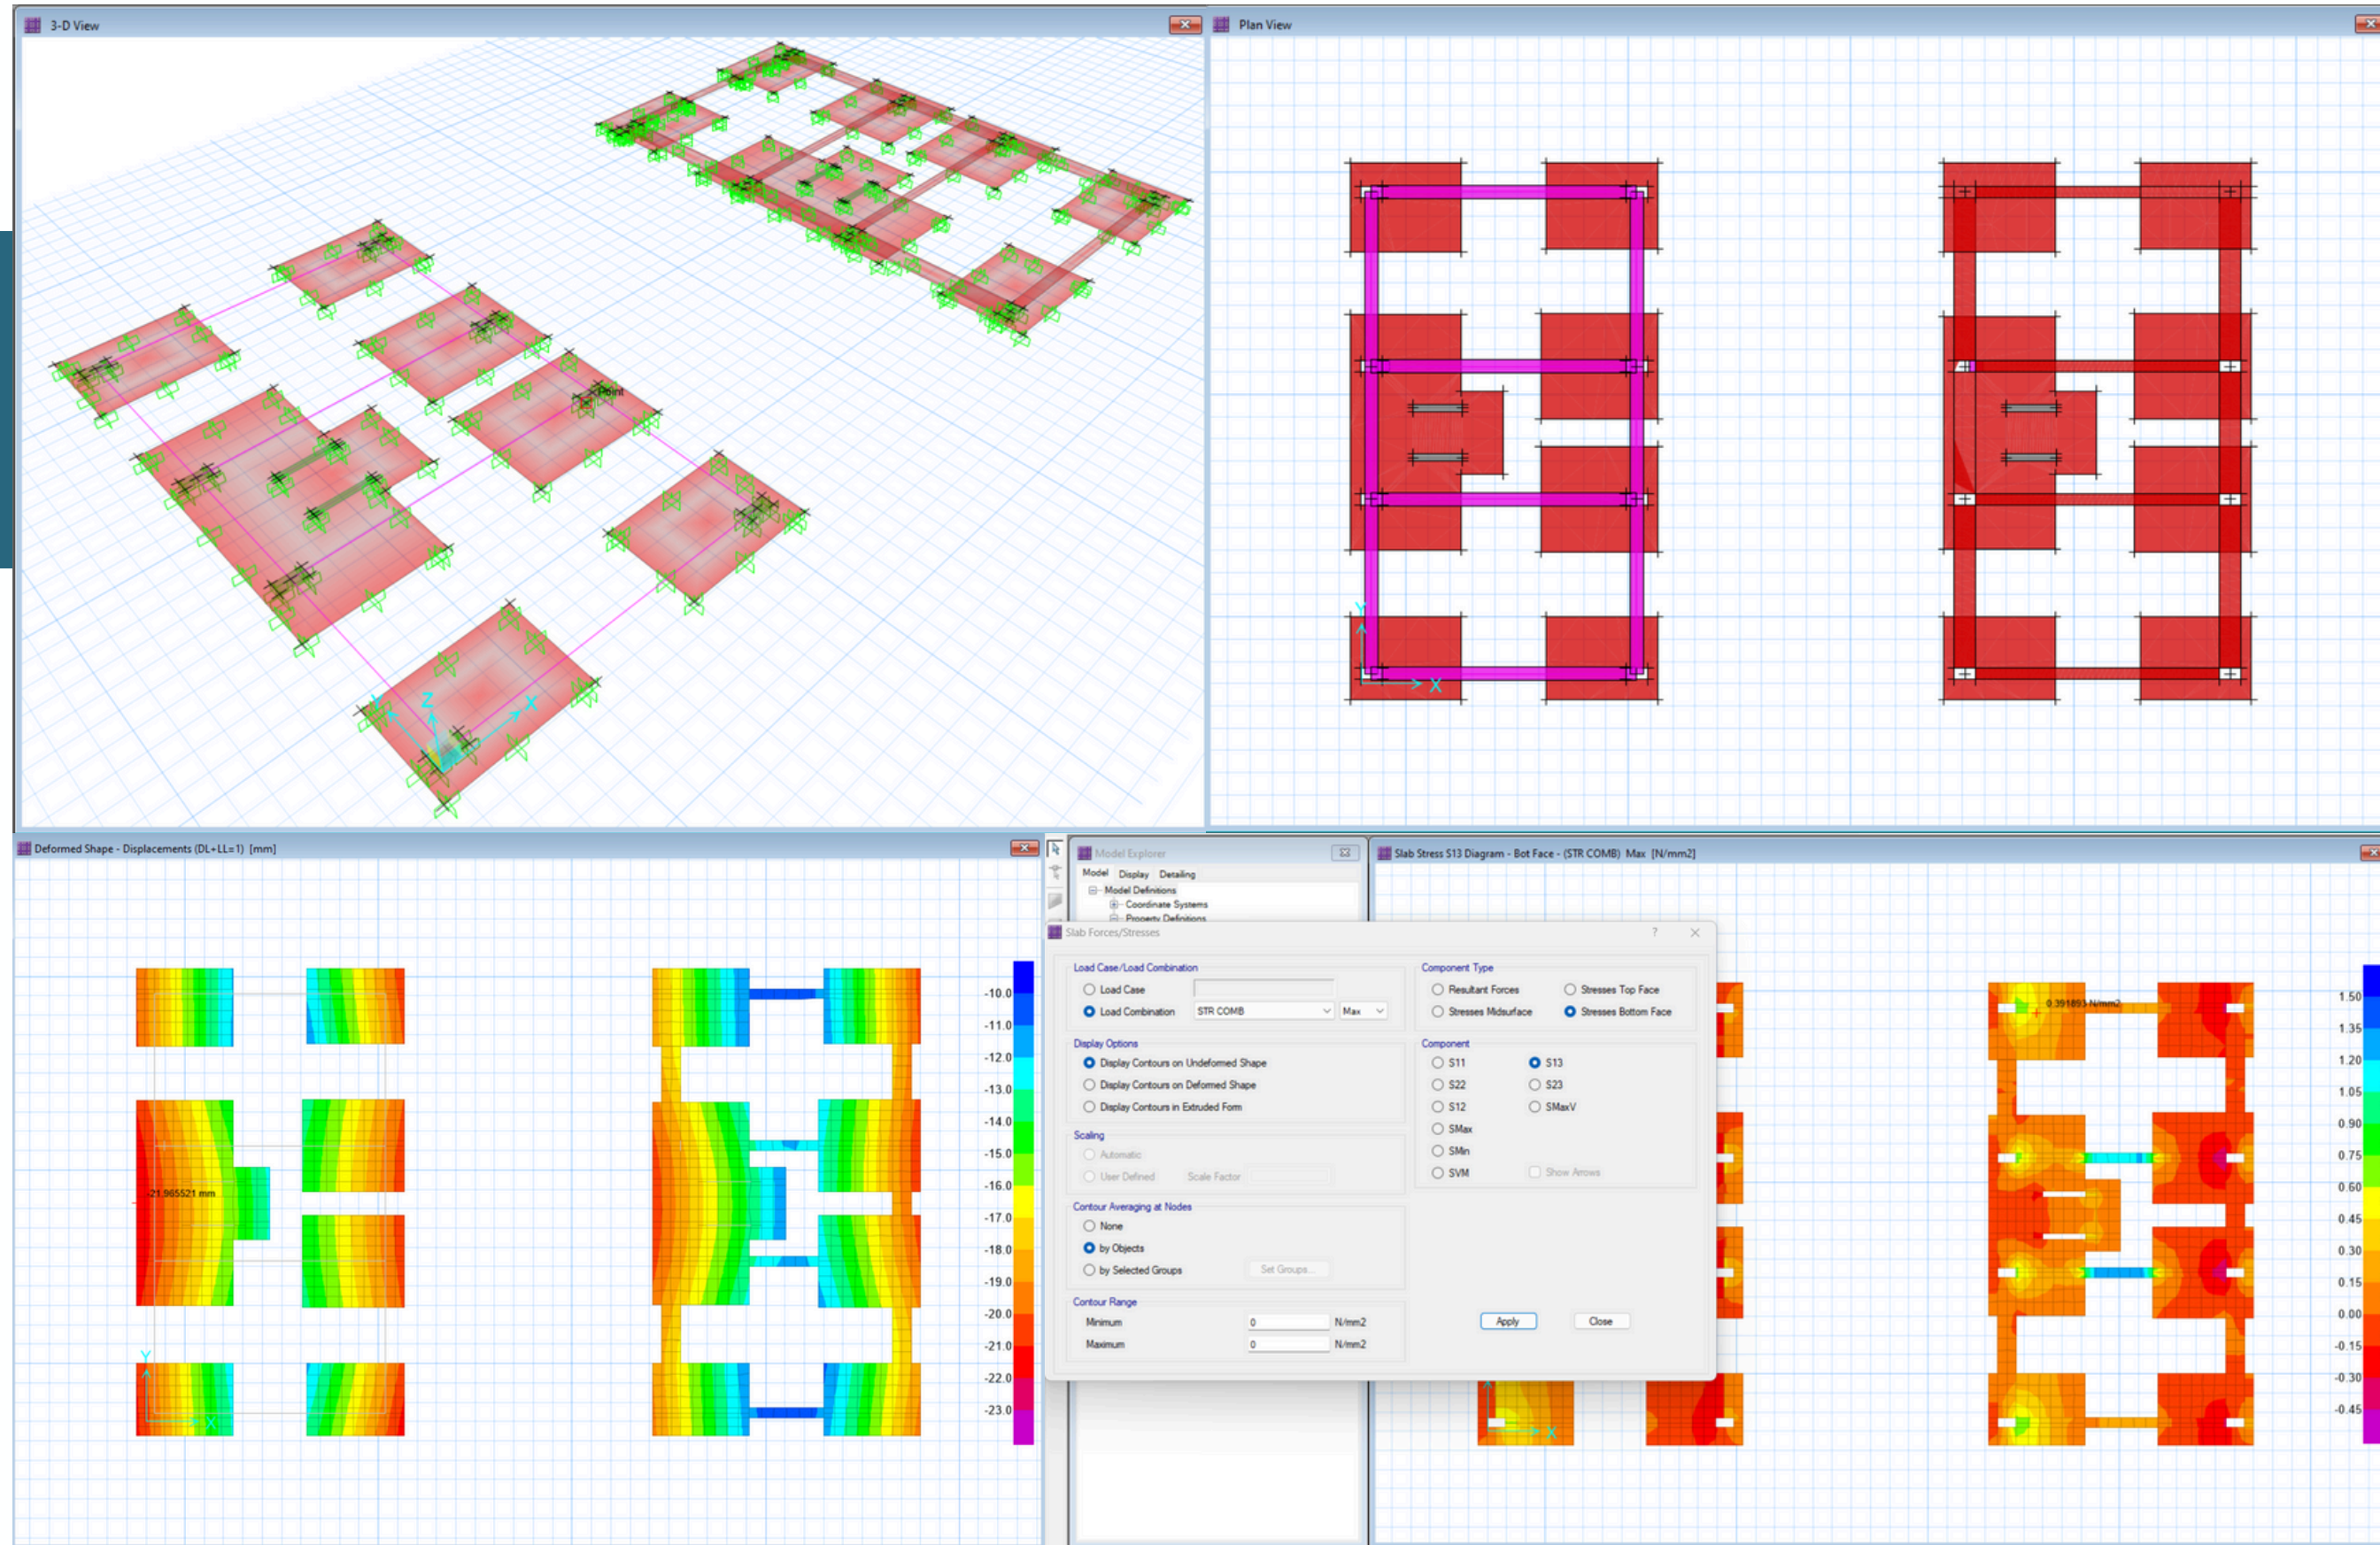 3-D View
Point
Y
Z
X
Plan View
Y
X
Deformed Shape - Displacements (DL+LL=1) [mm]
-21.965521 mm
Y
X
-10.0
-11.0
-12.0
-13.0
-14.0
-15.0
-16.0
-17.0
-18.0
-19.0
-20.0
-21.0
-22.0
-23.0
Model Explorer
Model Display Detailing
Model Definitions
Coordinate Systems
Property Definitions
Slab Stress S13 Diagram - Bot Face - (STR COMB) Max [N/mm2]
Slab Forces/Stresses
?
Load Case/Load Combination
Load Case
Load Combination STR COMB Max
Display Options
Display Contours on Undeformed Shape
Display Contours on Deformed Shape
Display Contours in Extruded Form
Scaling
Automatic
User Defined Scale Factor
Contour Averaging at Nodes
None
by Objects
by Selected Groups Set Groups...
Contour Range
Minimum 0 N/mm2
Maximum 0 N/mm2
Component Type
Resultant Forces Stresses Top Face
Stresses Midsurface Stresses Bottom Face
Component
S11 S13
S22 S23
S12 SMaxV
SMax
SMin
SVM Show Arrows
Apply Close
X
0.391893 N/mm2
1.50
1.35
1.20
1.05
0.90
0.75
0.60
0.45
0.30
0.15
0.00
-0.15
-0.30
-0.45